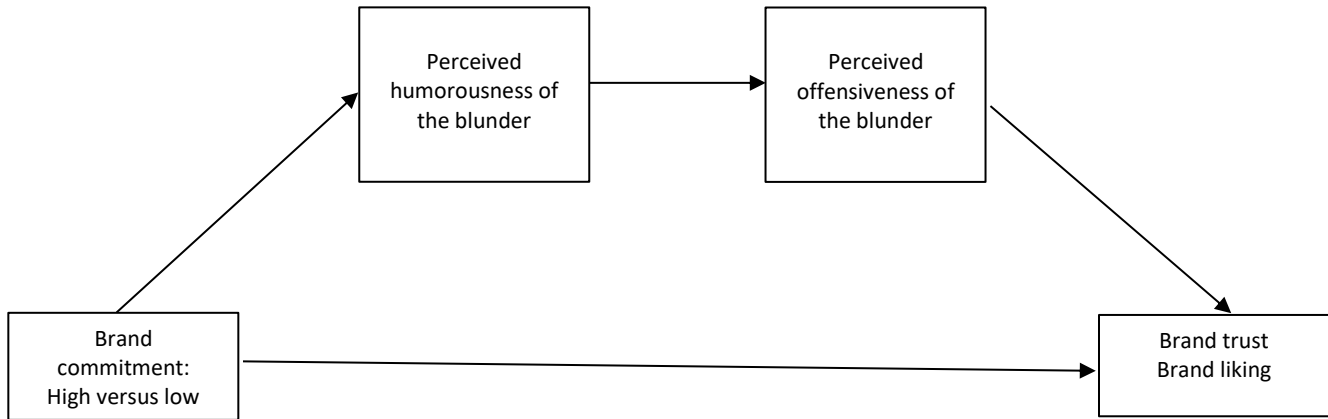 Perceived
humorousness of
the blunder
Perceived
offensiveness of
the blunder
Brand
commitment:
High versus low
Brand trust
Brand liking